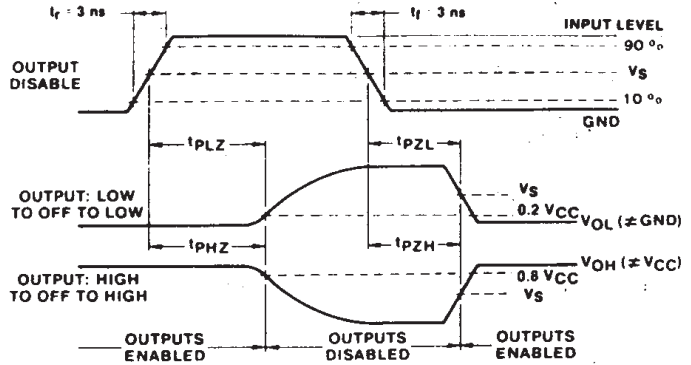 tr = 3 ns
tf = 3 ns
INPUT LEVEL
90 %
OUTPUT
DISABLE
VS
10 %
GND
tPLZ
tPZL
OUTPUT: LOW
TO OFF TO LOW
VS
0.2 VCC
VOL (≠ GND)
tPHZ
tPZH
OUTPUT: HIGH
TO OFF TO HIGH
VOH (≠ VCC)
0.8 VCC
VS
OUTPUTS
ENABLED
OUTPUTS
DISABLED
OUTPUTS
ENABLED